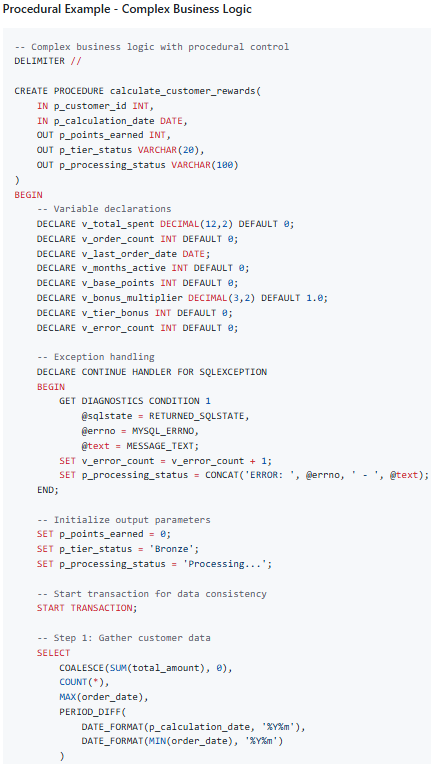 Procedural Example - Complex Business Logic
-- Complex business logic with procedural control
DELIMITER //
CREATE PROCEDURE calculate_customer_rewards(
    IN p_customer_id INT,
    IN p_calculation_date DATE,
    OUT p_points_earned INT,
    OUT p_tier_status VARCHAR(20),
    OUT p_processing_status VARCHAR(100)
)
BEGIN
    -- Variable declarations
    DECLARE v_total_spent DECIMAL(12,2) DEFAULT 0;
    DECLARE v_order_count INT DEFAULT 0;
    DECLARE v_last_order_date DATE;
    DECLARE v_months_active INT DEFAULT 0;
    DECLARE v_base_points INT DEFAULT 0;
    DECLARE v_bonus_multiplier DECIMAL(3,2) DEFAULT 1.0;
    DECLARE v_tier_bonus INT DEFAULT 0;
    DECLARE v_error_count INT DEFAULT 0;
    -- Exception handling
    DECLARE CONTINUE HANDLER FOR SQLEXCEPTION
    BEGIN
        GET DIAGNOSTICS CONDITION 1
            @sqlstate = RETURNED_SQLSTATE,
            @errno = MYSQL_ERRNO,
            @text = MESSAGE_TEXT;
        SET v_error_count = v_error_count + 1;
        SET p_processing_status = CONCAT('ERROR: ', @errno, ' - ', @text);
    END;
    -- Initialize output parameters
    SET p_points_earned = 0;
    SET p_tier_status = 'Bronze';
    SET p_processing_status = 'Processing...';
    -- Start transaction for data consistency
    START TRANSACTION;
    -- Step 1: Gather customer data
    SELECT
        COALESCE(SUM(total_amount), 0),
        COUNT(*),
        MAX(order_date),
        PERIOD_DIFF(
            DATE_FORMAT(p_calculation_date, '%Y%m'),
            DATE_FORMAT(MIN(order_date), '%Y%m')
        )